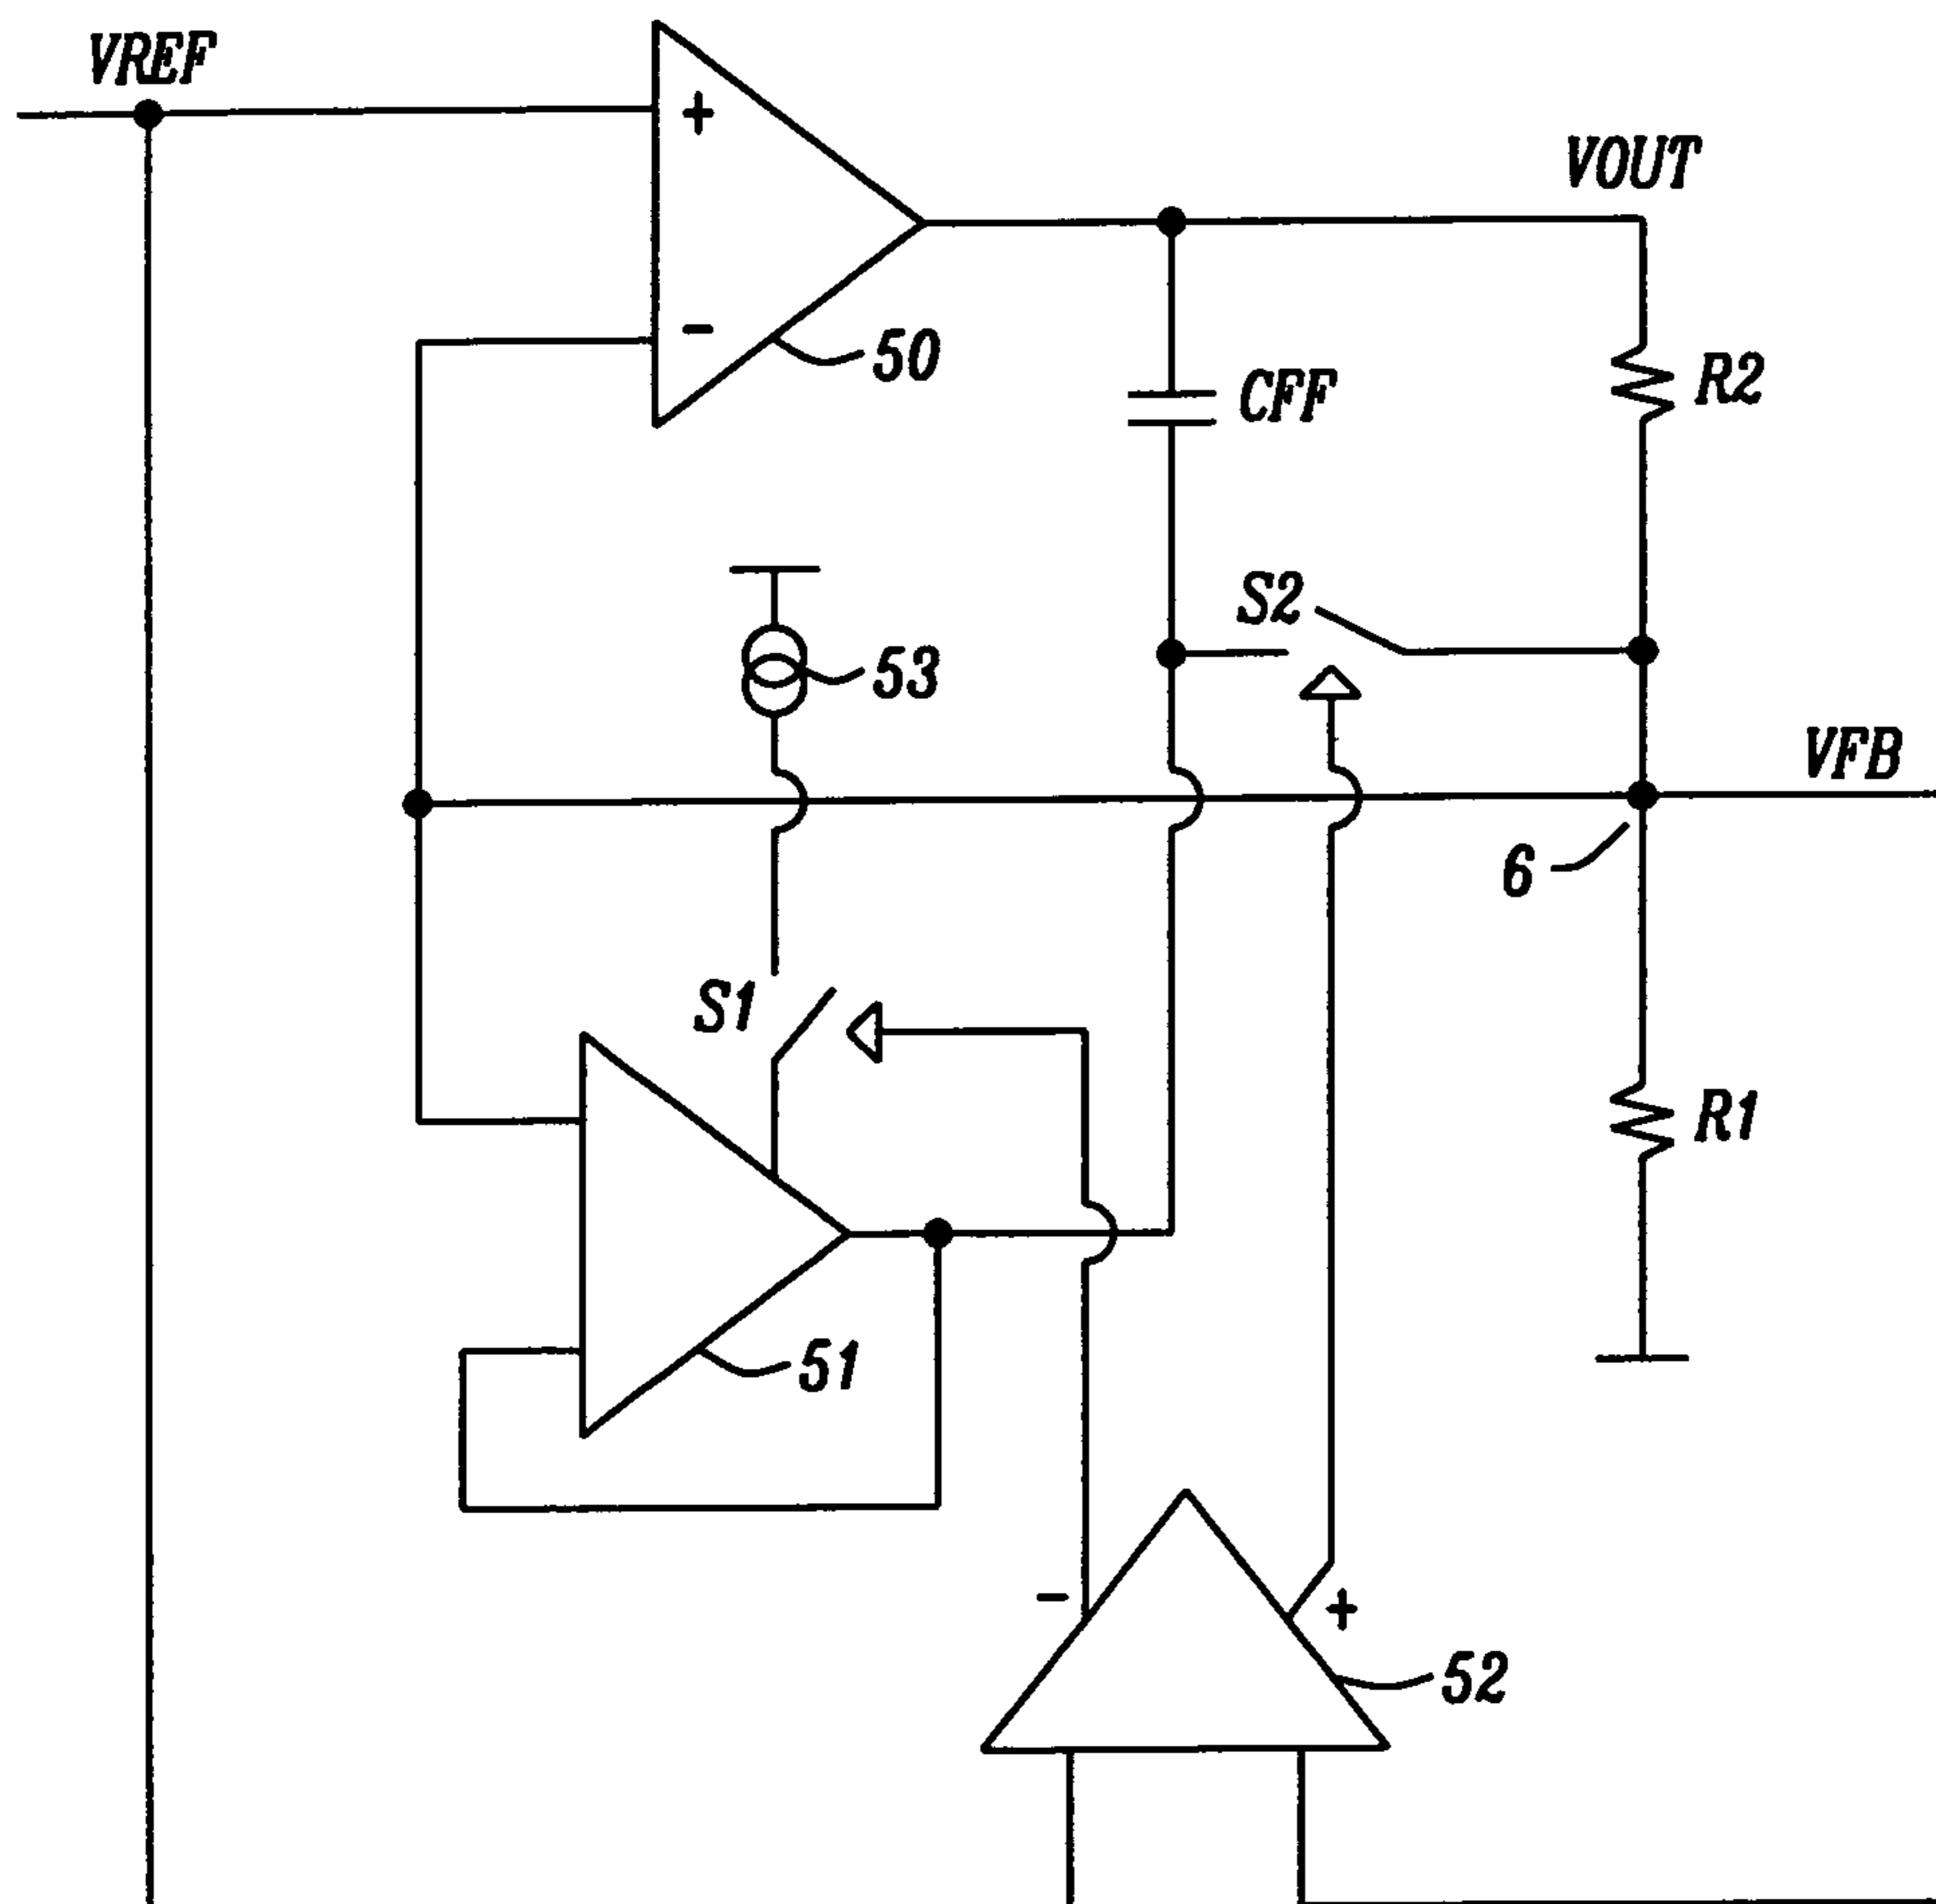 VREF
+
VOUT
-
50
R2
CFF
S2
53
VFB
6
S1
R1
51
-
+
52